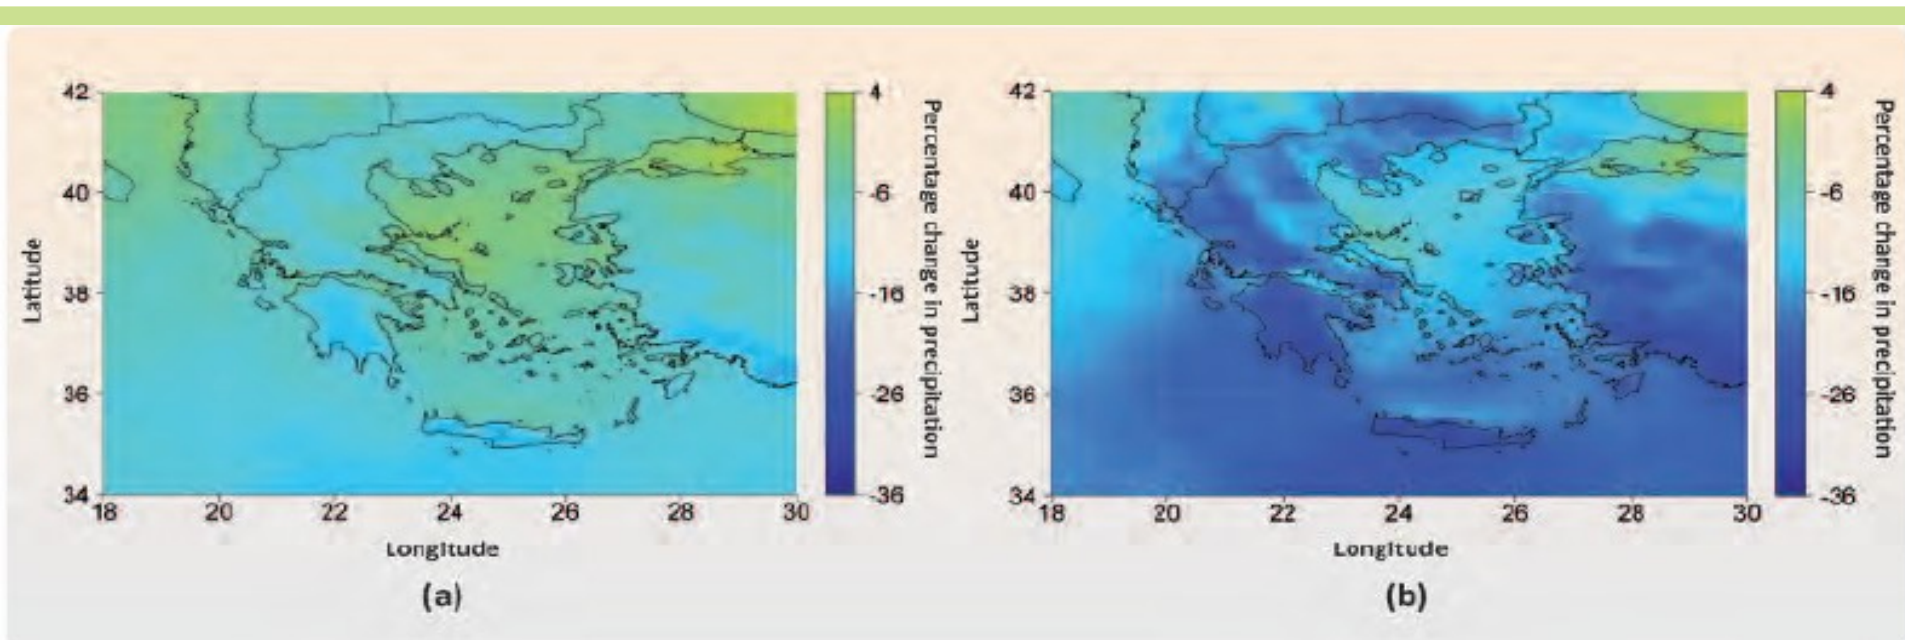 42
40
38
36
34
Latitude
18 20 22 24 26 28 30
Longitude
4
-6
-16
-26
-36
Percentage change in precipitation
(a)
42
40
38
36
34
Latitude
18 20 22 24 26 28 30
Longitude
4
-6
-16
-26
-36
Percentage change in precipitation
(b)